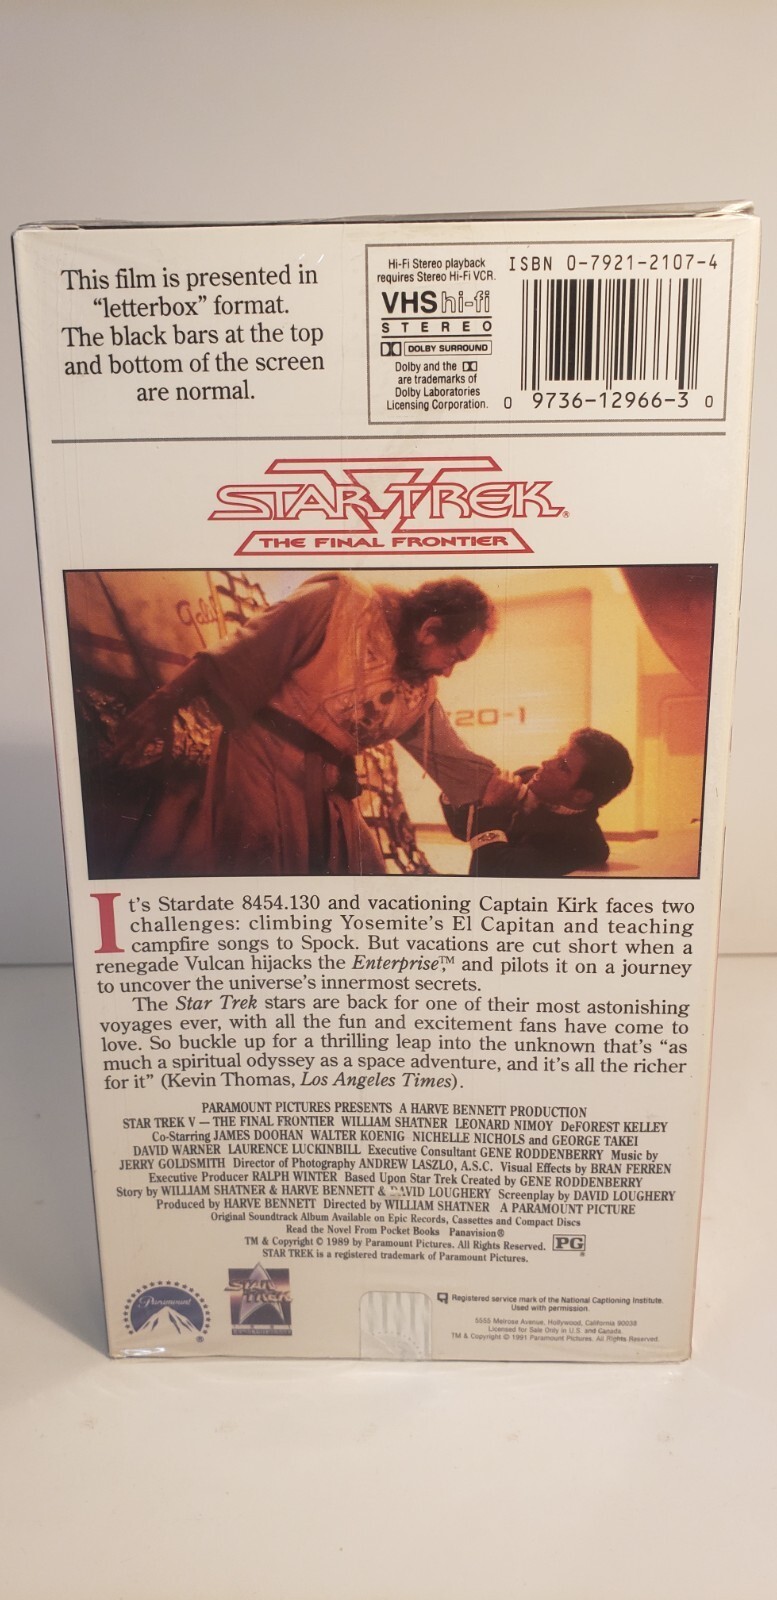 This film is presented in
“letterbox” format.
The black bars at the top
and bottom of the screen
are normal.
Hi-Fi Stereo playback
requires Stereo Hi-Fi VCR.
VHS hi-fi
STEREO
DOLBY SURROUND
Dolby and the
are trademarks of
Dolby Laboratories
Licensing Corporation.
ISBN 0-7921-2107-4
0 9736-12966-3 0
STAR TREK®
V
THE FINAL FRONTIER
20-1
It's Stardate 8454.130 and vacationing Captain Kirk faces two
challenges: climbing Yosemite's El Capitan and teaching
campfire songs to Spock. But vacations are cut short when a
renegade Vulcan hijacks the Enterprise,™ and pilots it on a journey
to uncover the universe's innermost secrets.
The Star Trek stars are back for one of their most astonishing
voyages ever, with all the fun and excitement fans have come to
love. So buckle up for a thrilling leap into the unknown that's “as
much a spiritual odyssey as a space adventure, and it's all the richer
for it” (Kevin Thomas, Los Angeles Times).
PARAMOUNT PICTURES PRESENTS A HARVE BENNETT PRODUCTION
STAR TREK V — THE FINAL FRONTIER WILLIAM SHATNER LEONARD NIMOY DeFOREST KELLEY
Co-Starring JAMES DOOHAN WALTER KOENIG NICHELLE NICHOLS and GEORGE TAKEI
DAVID WARNER LAURENCE LUCKINBILL Executive Consultant GENE RODDENBERRY Music by
JERRY GOLDSMITH Director of Photography ANDREW LASZLO, A.S.C. Visual Effects by BRAN FERREN
Executive Producer RALPH WINTER Based Upon Star Trek Created by GENE RODDENBERRY
Story by WILLIAM SHATNER & HARVE BENNETT & DAVID LOUGHERY Screenplay by DAVID LOUGHERY
Produced by HARVE BENNETT Directed by WILLIAM SHATNER A PARAMOUNT PICTURE
Original Soundtrack Album Available on Epic Records, Cassettes and Compact Discs
Read the Novel From Pocket Books Panavision®
TM & Copyright © 1989 by Paramount Pictures. All Rights Reserved. PG
STAR TREK is a registered trademark of Paramount Pictures.
Paramount
STAR TREK
Registered service mark of the National Captioning Institute.
Used with permission.
5555 Melrose Avenue, Hollywood, California 90038
Licensed for Sale Only in U.S. and Canada.
TM & Copyright © 1991 Paramount Pictures. All Rights Reserved.